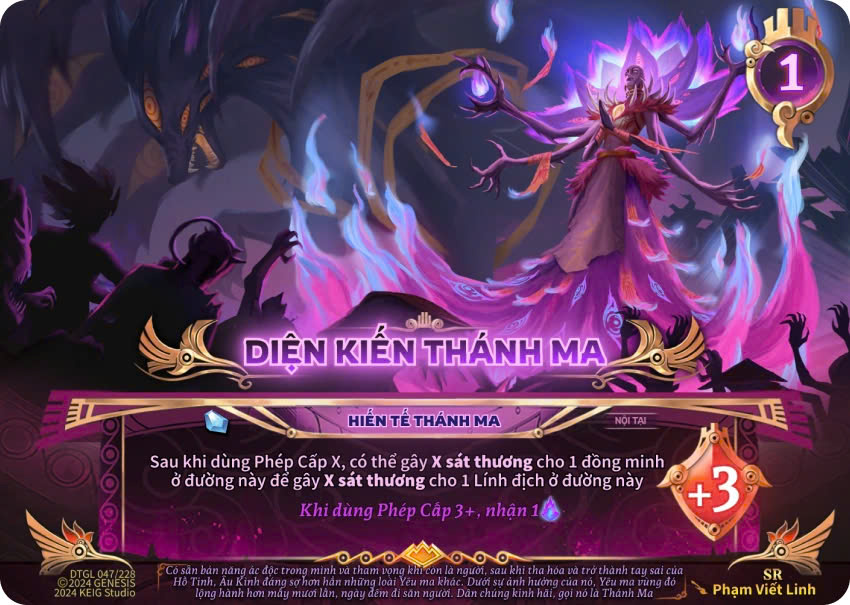 1
DIỆN KIẾN THÁNH MA
HIẾN TẾ THÁNH MA
NỘI TẠI
Sau khi dùng Phép Cấp X, có thể gây X sát thương cho 1 đồng minh
ở đường này để gây X sát thương cho 1 Lính địch ở đường này
Khi dùng Phép Cấp 3+, nhận 1
+3
DTGL 047/228
©2024 GENESIS
2024 KEIG Studio
Có sẵn bản năng ác độc trong mình và tham vọng khi còn là người, sau khi tha hóa và trở thành tay sai của
Hồ Tinh, Âu Kinh đáng sợ hơn hẳn những loài Yêu ma khác. Dưới sự ảnh hưởng của nó, Yêu ma vùng đó
lộng hành hơn mấy mươi lần, ngày đêm đi săn người. Dân chúng kinh hãi, gọi nó là Thánh Ma
SR
Phạm Viết Linh